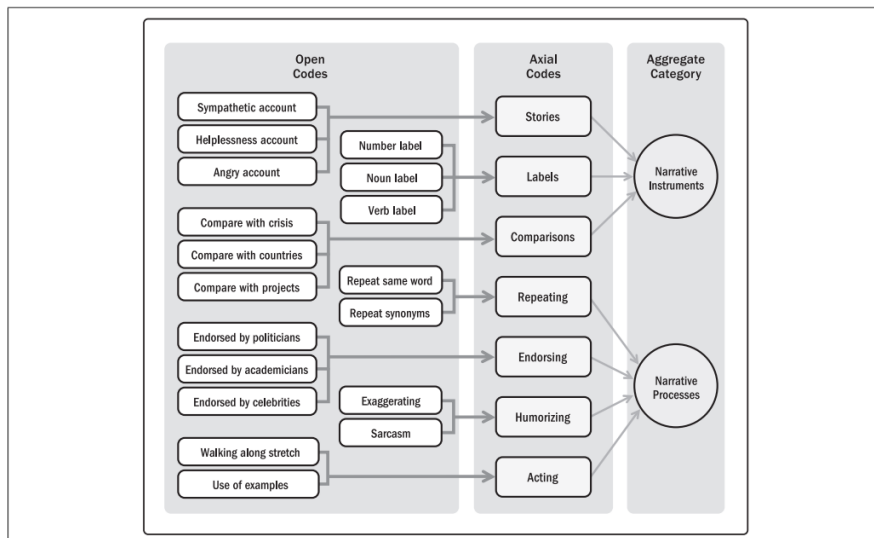 Open
Codes
Axial
Codes
Aggregate
Category
Sympathetic account
Helplessness account
Angry account
Number label
Noun label
Verb label
Compare with crisis
Compare with countries
Compare with projects
Repeat same word
Repeat synonyms
Endorsed by politicians
Endorsed by academicians
Endorsed by celebrities
Exaggerating
Sarcasm
Walking along stretch
Use of examples
Stories
Labels
Comparisons
Repeating
Endorsing
Humorizing
Acting
Narrative
Instruments
Narrative
Processes